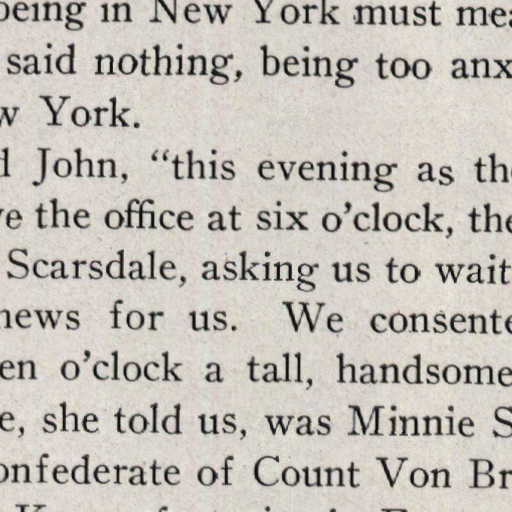 being in New York must mea
said nothing, being too anx
w York.
d John, “this evening as the
ve the office at six o’clock, the
Scarsdale, asking us to wait
news for us. We consente
en o’clock a tall, handsome
e, she told us, was Minnie S
onfederate of Count Von Br